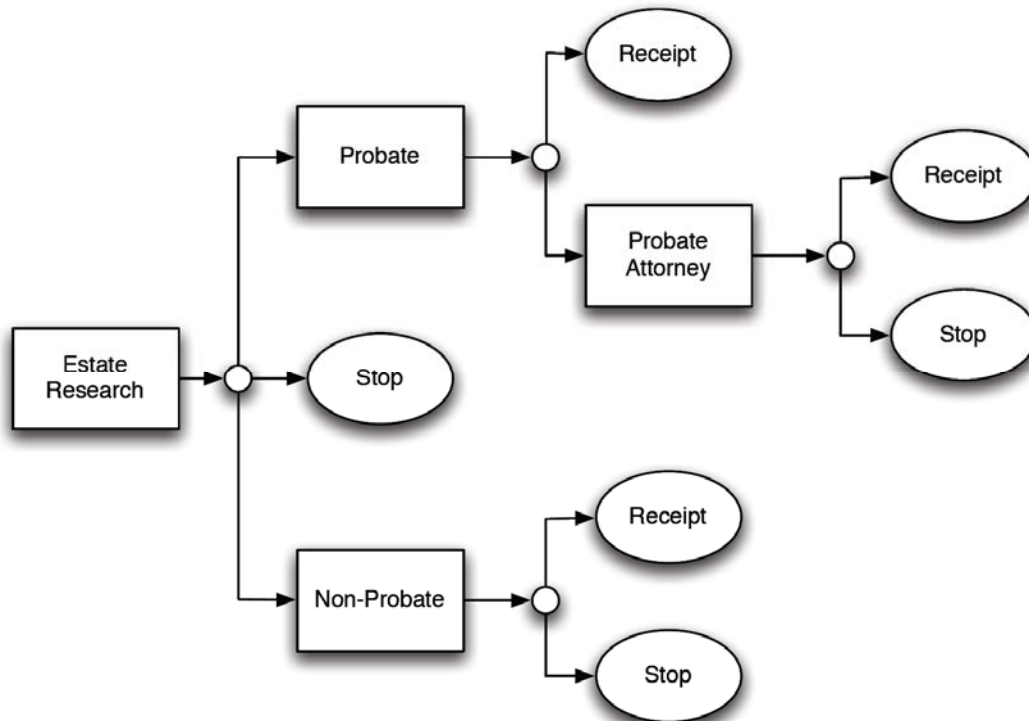 Receipt
Probate
Receipt
Probate
Attorney
Stop
Estate
Research
Stop
Receipt
Non-Probate
Stop